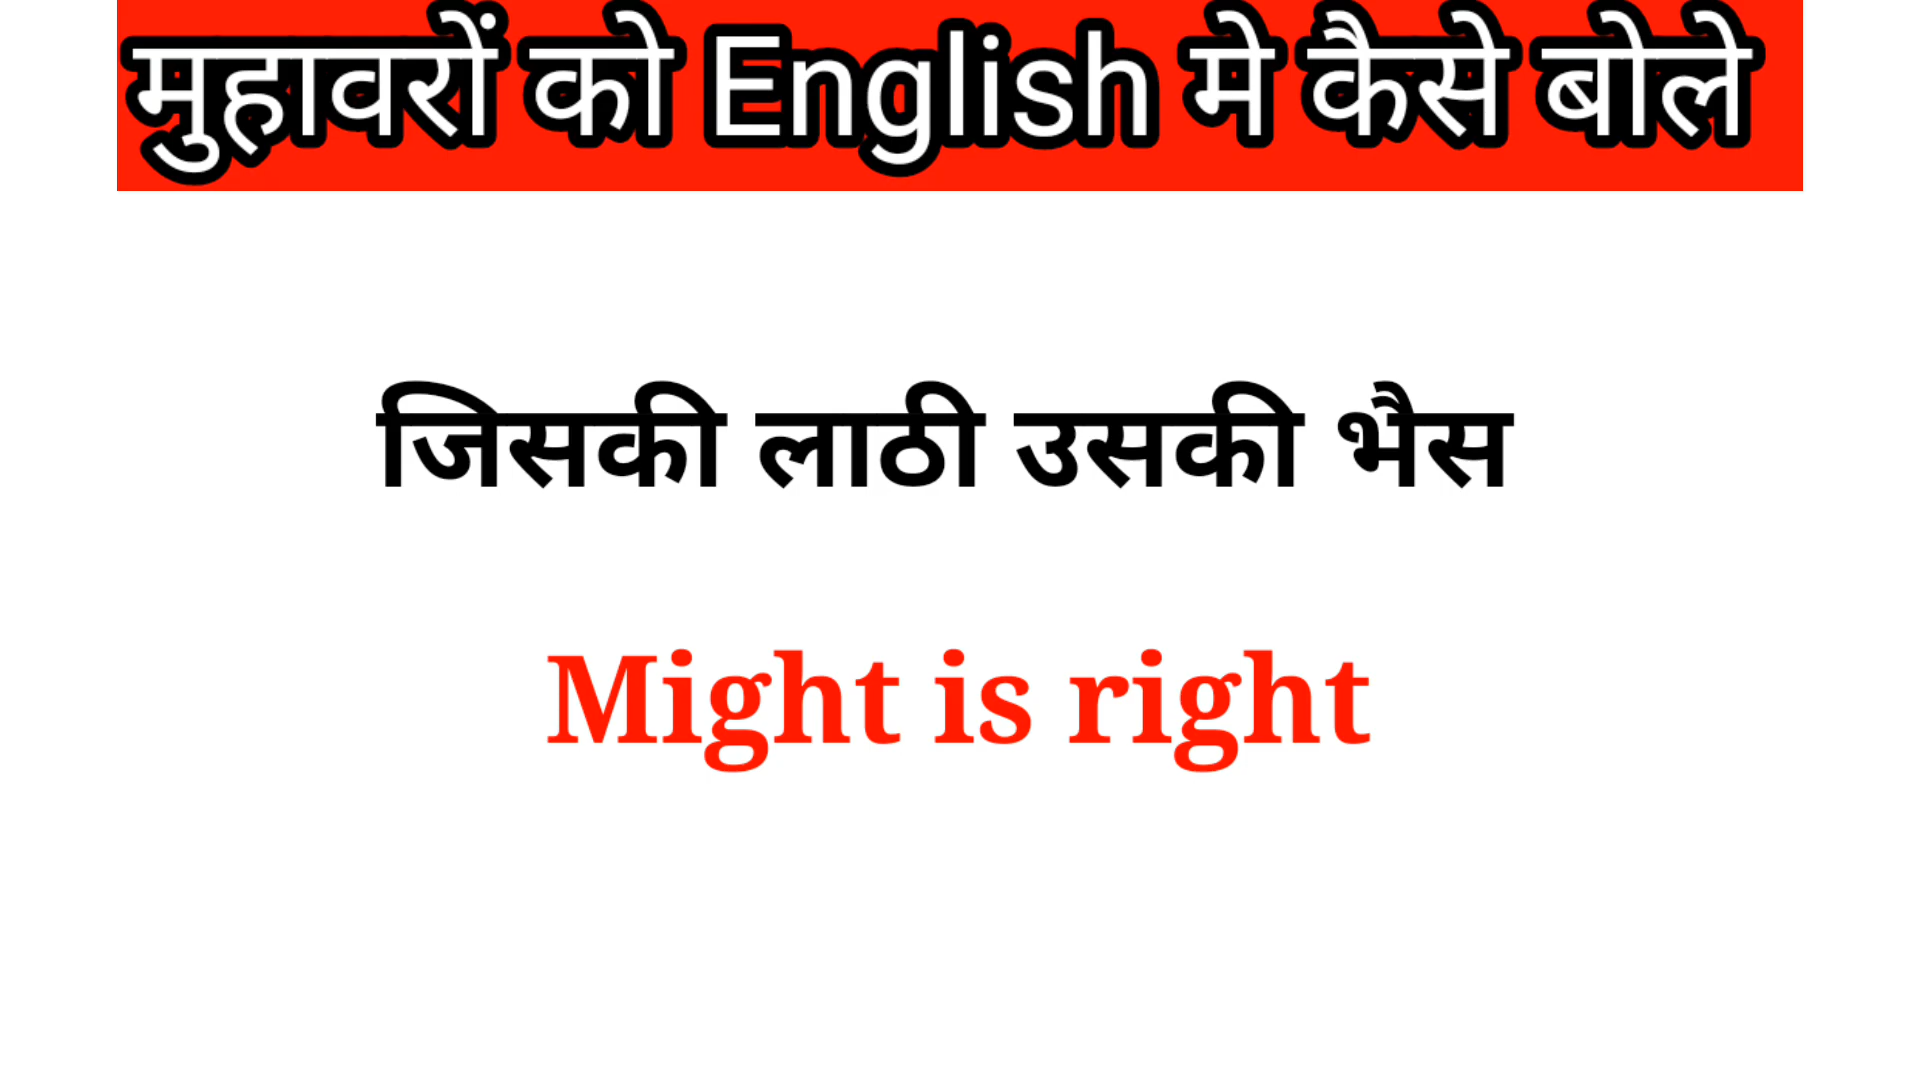 मुहावरों को English मे कैसे बोले
जिसकी लाठी उसकी भैस
Might is right